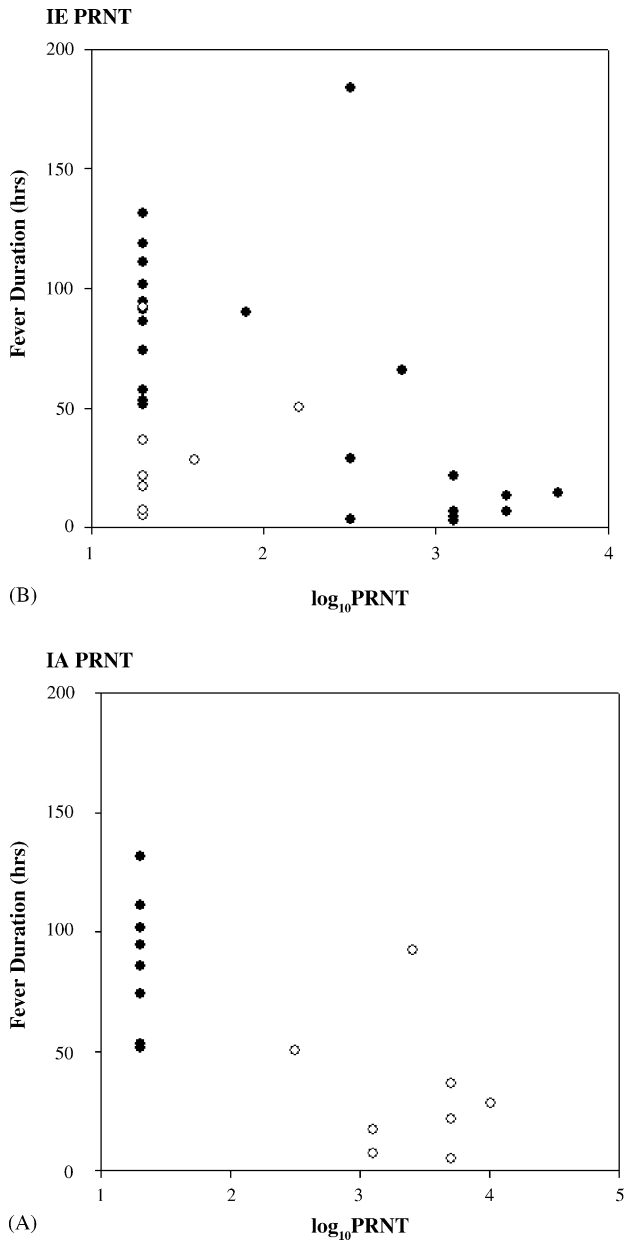 IE PRNT
200
150
100
50
0
Fever Duration (hrs)
1 2 3 4
(B)
log₁₀PRNT
IA PRNT
200
150
100
50
0
Fever Duration (hrs)
1 2 3 4 5
(A)
log₁₀PRNT